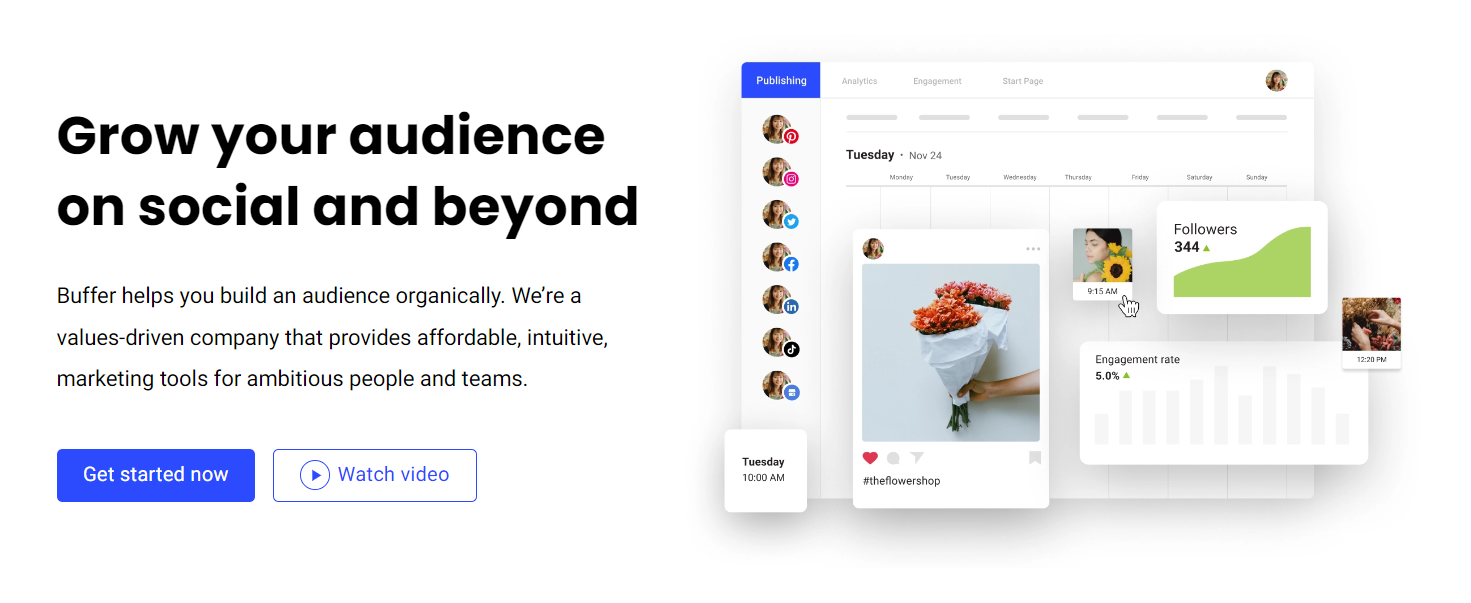 Grow your audience
on social and beyond
Buffer helps you build an audience organically. We’re a
values-driven company that provides affordable, intuitive,
marketing tools for ambitious people and teams.
Get started now
Watch video
Publishing
Analytics
Engagement
Start Page
Tuesday · Nov 24
Monday
Tuesday
Wednesday
Thursday
Friday
Saturday
Sunday
#theflowershop
Tuesday
10:00 AM
9:15 AM
Followers
344
Engagement rate
5.0%
12:20 PM